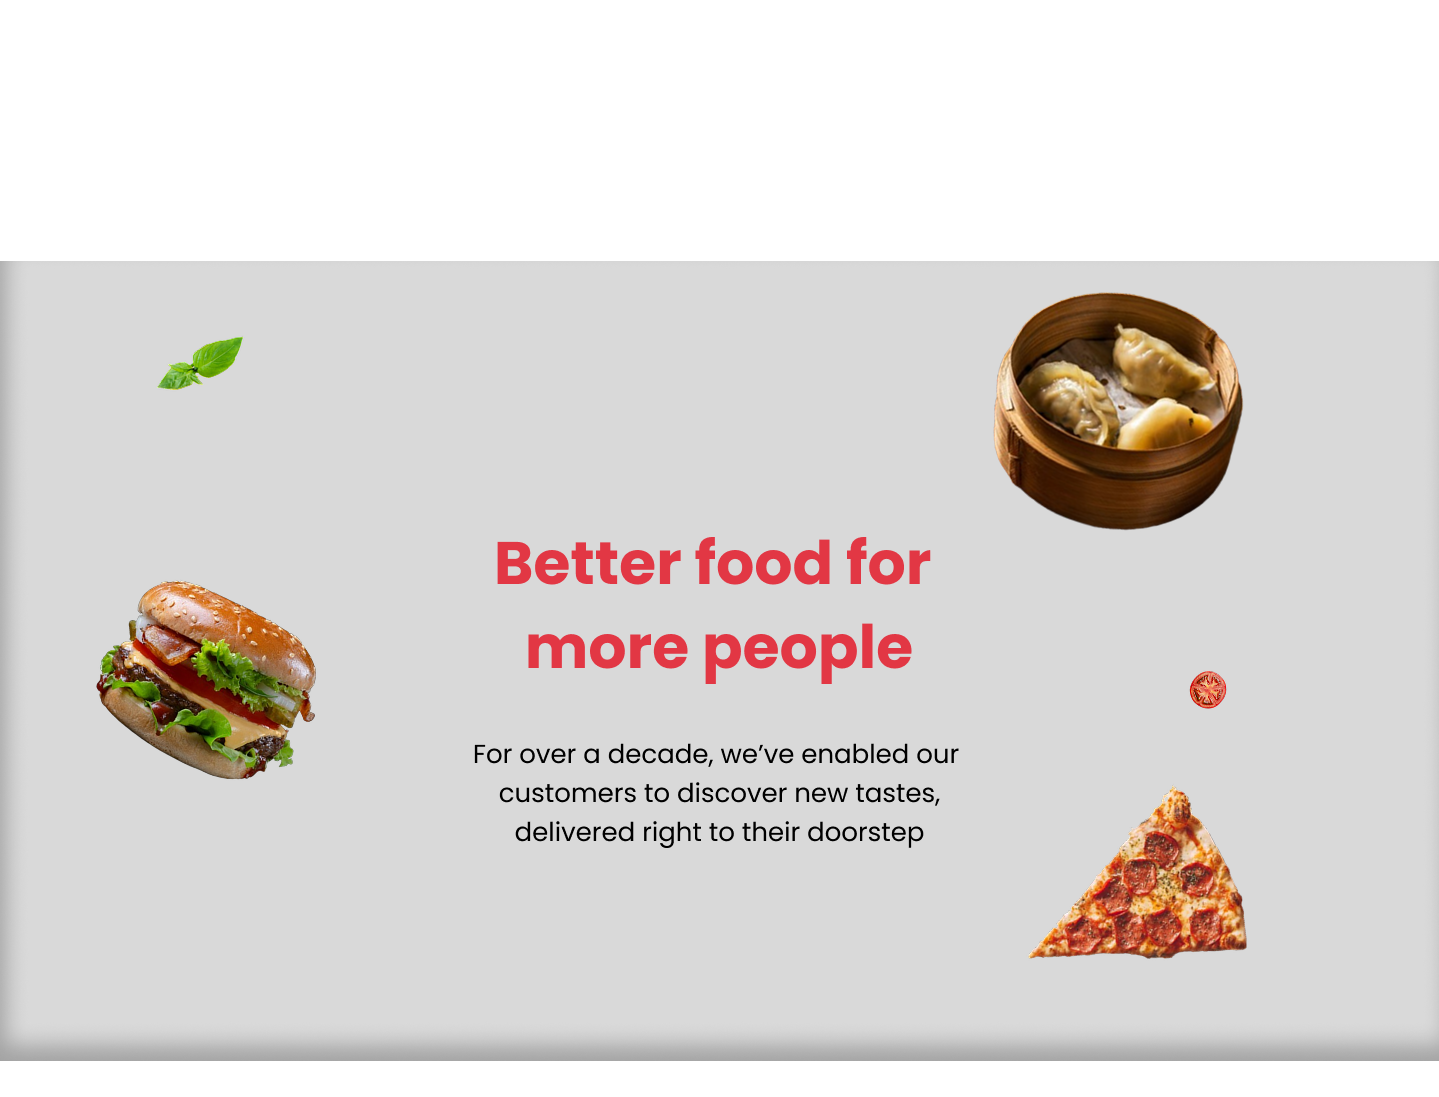 Better food for
more people
For over a decade, we’ve enabled our
customers to discover new tastes,
delivered right to their doorstep